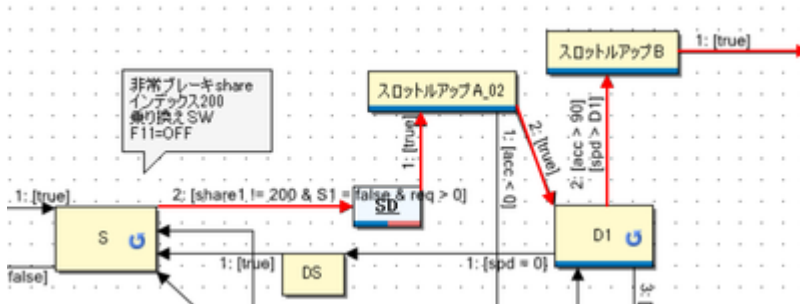 1: [true]
スロットルアップB
非常ブレーキshare
インデックス200
乗り換えSW
F11=OFF
スロットルアップA_02
1: [true]
1: [acc < 0]
2: [true]
2: [acc > 90]
[spd > D1]
1: [true]
2: [share1 != 200 & S1 = false & req > 0]
SD
S
D1
1: [true]
1: [spd = 0]
DS
false]
3: